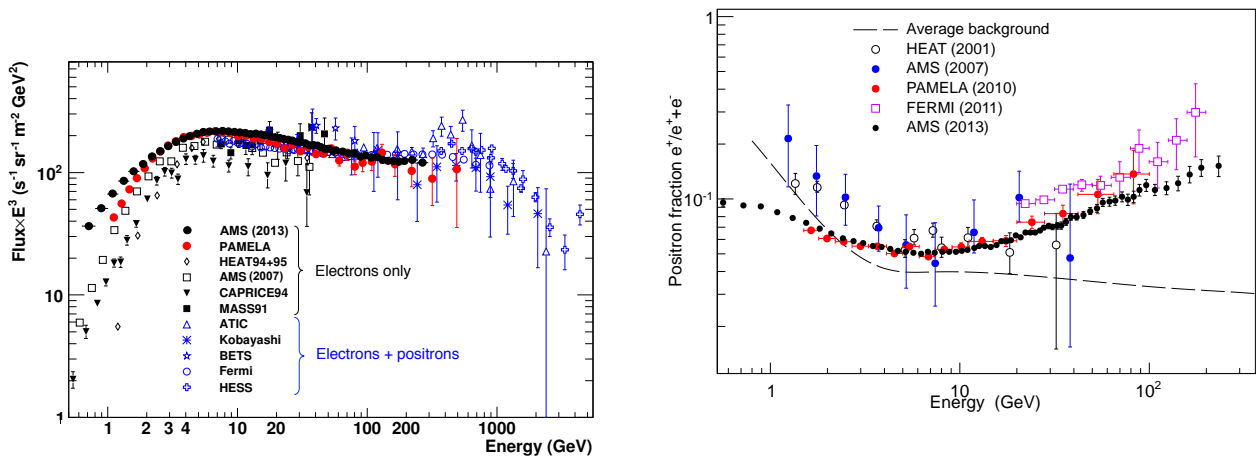 Flux×E³ (s⁻¹ sr⁻¹ m⁻² GeV²)
10²
10
1
AMS (2013)
PAMELA
HEAT94+95
AMS (2007)
CAPRICE94
MASS91
Electrons only
ATIC
Kobayashi
BETS
Fermi
HESS
Electrons + positrons
1 2 3 4 10 20 100 200 1000
Energy (GeV)
Positron fraction e⁺/e⁺+e⁻
1
10⁻¹
10⁻²
Average background
HEAT (2001)
AMS (2007)
PAMELA (2010)
FERMI (2011)
AMS (2013)
1 10 10²
Energy (GeV)